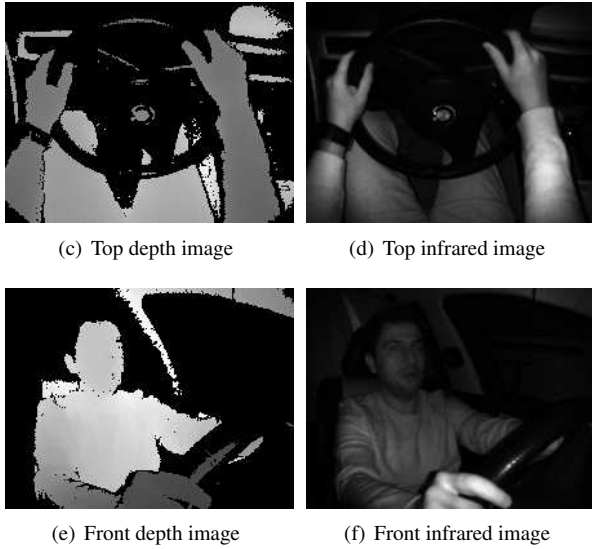 (c) Top depth image
(d) Top infrared image
(e) Front depth image
(f) Front infrared image